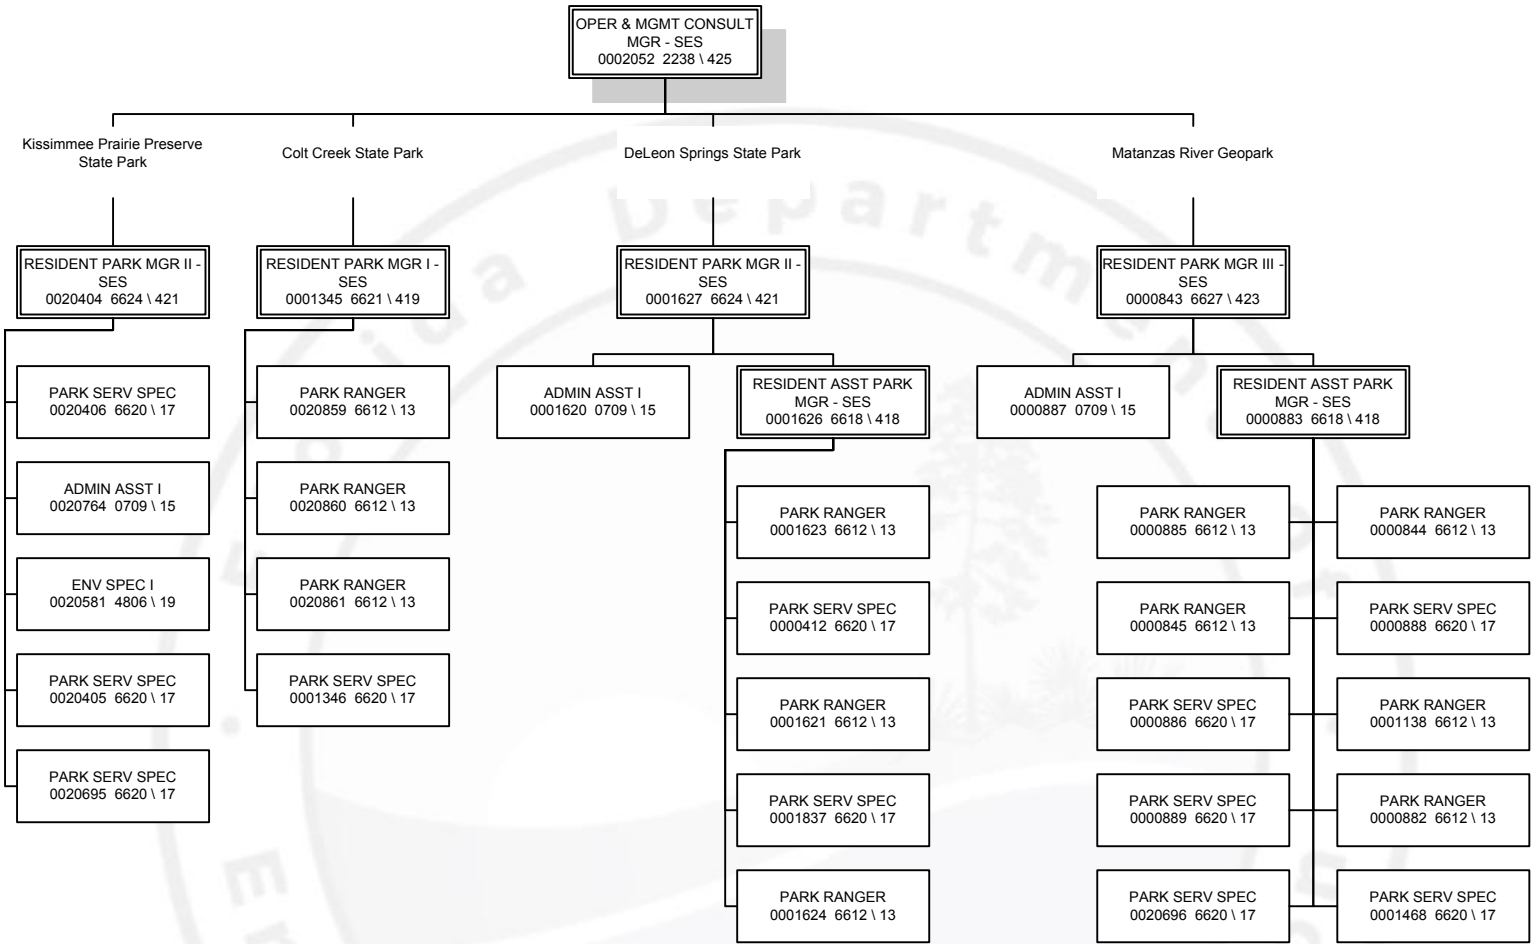 OPER & MGMT CONSULT
MGR - SES
0002052 2238 \ 425
Kissimmee Prairie Preserve
State Park
Colt Creek State Park
DeLeon Springs State Park
Matanzas River Geopark
RESIDENT PARK MGR II -
SES
0020404 6624 \ 421
RESIDENT PARK MGR I -
SES
0001345 6621 \ 419
RESIDENT PARK MGR II -
SES
0001627 6624 \ 421
RESIDENT PARK MGR III -
SES
0000843 6627 \ 423
PARK SERV SPEC
0020406 6620 \ 17
ADMIN ASST I
0020764 0709 \ 15
ENV SPEC I
0020581 4806 \ 19
PARK SERV SPEC
0020405 6620 \ 17
PARK SERV SPEC
0020695 6620 \ 17
PARK RANGER
0020859 6612 \ 13
PARK RANGER
0020860 6612 \ 13
PARK RANGER
0020861 6612 \ 13
PARK SERV SPEC
0001346 6620 \ 17
ADMIN ASST I
0001620 0709 \ 15
RESIDENT ASST PARK
MGR - SES
0001626 6618 \ 418
PARK RANGER
0001623 6612 \ 13
PARK SERV SPEC
0000412 6620 \ 17
PARK RANGER
0001621 6612 \ 13
PARK SERV SPEC
0001837 6620 \ 17
PARK RANGER
0001624 6612 \ 13
ADMIN ASST I
0000887 0709 \ 15
RESIDENT ASST PARK
MGR - SES
0000883 6618 \ 418
PARK RANGER
0000885 6612 \ 13
PARK RANGER
0000844 6612 \ 13
PARK RANGER
0000845 6612 \ 13
PARK SERV SPEC
0000888 6620 \ 17
PARK SERV SPEC
0000886 6620 \ 17
PARK RANGER
0001138 6612 \ 13
PARK SERV SPEC
0000889 6620 \ 17
PARK RANGER
0000882 6612 \ 13
PARK SERV SPEC
0020696 6620 \ 17
PARK SERV SPEC
0001468 6620 \ 17